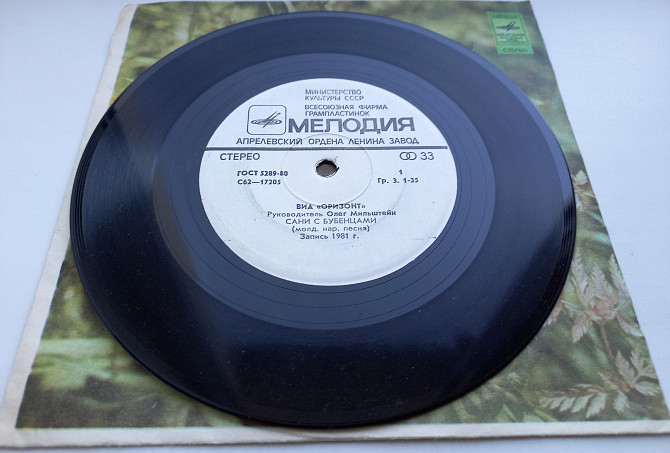 МИНИСТЕРСТВО
КУЛЬТУРЫ СССР
ВСЕСОЮЗНАЯ ФИРМА
ГРАМПЛАСТИНОК
МЕЛОДИЯ
АПРЕЛЕВСКИЙ ОРДЕНА ЛЕНИНА ЗАВОД
СТЕРЕО 33
ГОСТ 5289-80 1
С62—17205 Гр. 3. 1-35
ВИА «ОРИЗОНТ»
Руководитель Олег Мильштейн
САНИ С БУБЕНЦАМИ
(молд. нар. песня)
Запись 1981 г.
СТЕРЕО